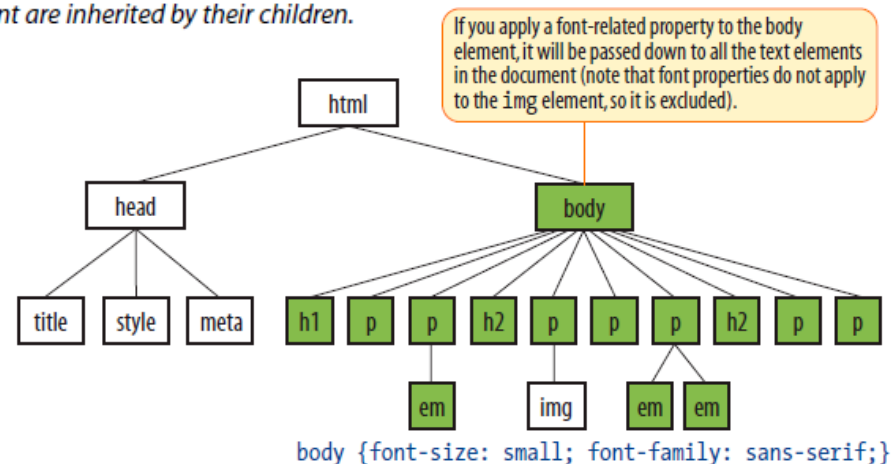 nt are inherited by their children.
If you apply a font-related property to the body
element, it will be passed down to all the text elements
in the document (note that font properties do not apply
to the img element, so it is excluded).
html
head
body
title style meta h1 p p h2 p p p h2 p p
em img em em
body {font-size: small; font-family: sans-serif;}